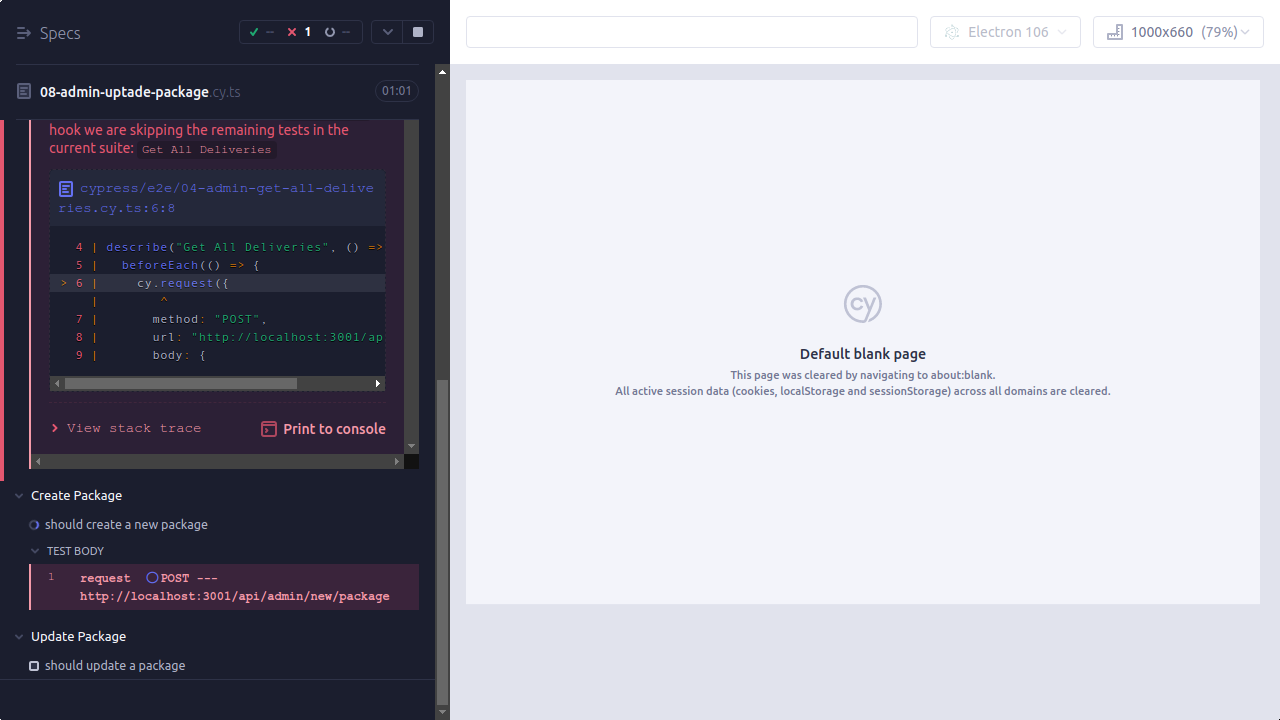 Specs
-- 1 --
Electron 106
1000x660 (79%)
08-admin-uptade-package.cy.ts 01:01
hook we are skipping the remaining tests in the
current suite: Get All Deliveries
cypress/e2e/04-admin-get-all-delive
ries.cy.ts:6:8
4 | describe("Get All Deliveries", () =>
5 | beforeEach(() => {
> 6 | cy.request({
| ^
7 | method: "POST",
8 | url: "http://localhost:3001/ap
9 | body: {
View stack trace Print to console
Create Package
should create a new package
TEST BODY
1 request POST ---
http://localhost:3001/api/admin/new/package
Update Package
should update a package
cy
Default blank page
This page was cleared by navigating to about:blank.
All active session data (cookies, localStorage and sessionStorage) across all domains are cleared.